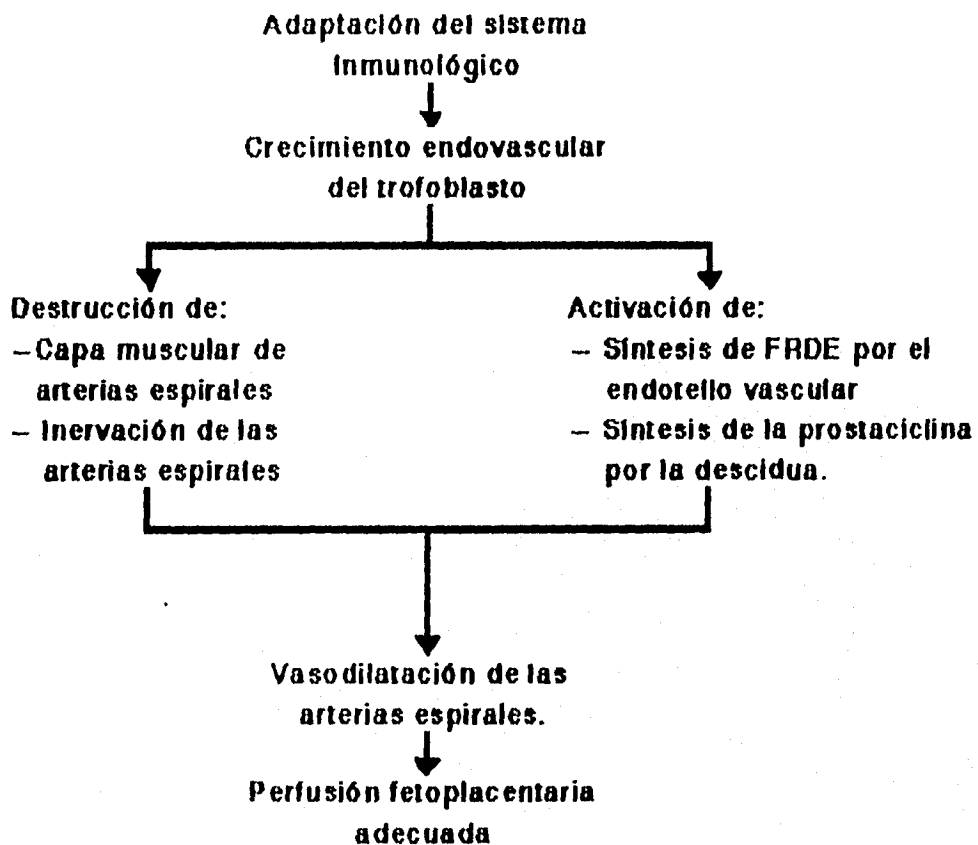 Adaptación del sistema
Inmunológico
Crecimiento endovascular
del trofoblasto
Destrucción de:
–Capa muscular de
arterias espirales
– Inervación de las
arterias espirales
Activación de:
– Síntesis de FRDE por el
endotelio vascular
– Síntesis de la prostaciclina
por la descidua.
Vasodilatación de las
arterias espirales.
Perfusión fetoplacentaria
adecuada